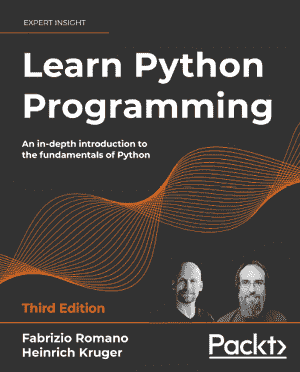 EXPERT INSIGHT
Learn Python
Programming
An in-depth introduction to
the fundamentals of Python
Third Edition
Fabrizio Romano
Heinrich Kruger
Packt>